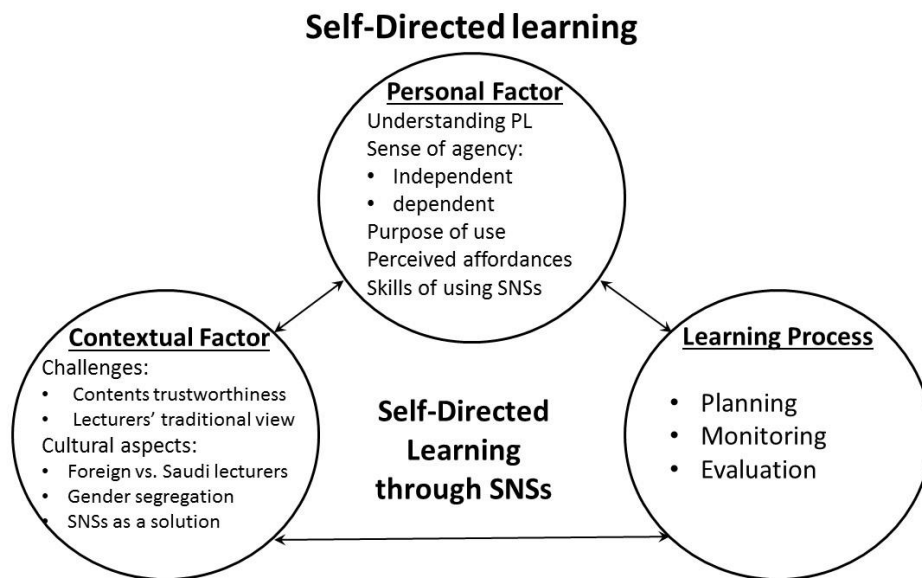 Self-Directed learning
Personal Factor
Understanding PL
Sense of agency:
• Independent
• dependent
Purpose of use
Perceived affordances
Skills of using SNSs
Contextual Factor
Challenges:
• Contents trustworthiness
• Lecturers’ traditional view
Cultural aspects:
• Foreign vs. Saudi lecturers
• Gender segregation
• SNSs as a solution
Self-Directed
Learning
through SNSs
Learning Process
• Planning
• Monitoring
• Evaluation